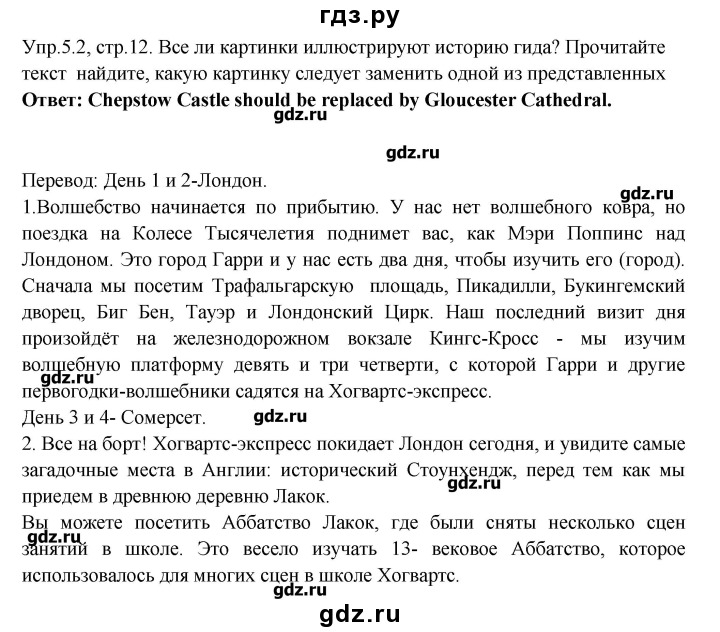 гдз.ру
Упр.5.2, стр.12. Все ли картинки иллюстрируют историю гида? Прочитайте
текст найдите, какую картинку следует заменить одной из представленных
Ответ: Chepstow Castle should be replaced by Gloucester Cathedral.
gdz.ru
gdz.ru
Перевод: День 1 и 2-Лондон.
gdz.ru
1.Волшебство начинается по прибытию. У нас нет волшебного ковра, но
поездка на Колесе Тысячелетия поднимет вас, как Мэри Поппинс над
Лондоном. Это город Гарри и у нас есть два дня, чтобы изучить его (город).
Сначала мы посетим Трафальгарскую площадь, Пикадилли, Букингемский
дворец, Биг Бен, Тауэр и Лондонский Цирк. Наш последний визит дня
произойдёт на железнодорожном вокзале Кингс-Кросс - мы изучим
волшебную платформу девять и три четверти, с которой Гарри и другие
gdz.ru
первогодки-волшебники садятся на Хогвартс-экспресс.
День 3 и 4- Сомерсет.
gdz.ru
2. Все на борт! Хогвартс-экспресс покидает Лондон сегодня, и увидите самые
загадочные места в Англии: исторический Стоунхендж, перед тем как мы
приедем в древнюю деревню Лакок.
gdz.ru
Вы можете посетить Аббатство Лакок, где были сняты несколько сцен
gdz.ru
занятий в школе. Это весело изучать 13- вековое Аббатство, которое
использовалось для многих сцен в школе Хогвартс.
gdz.ru
gdz.ru